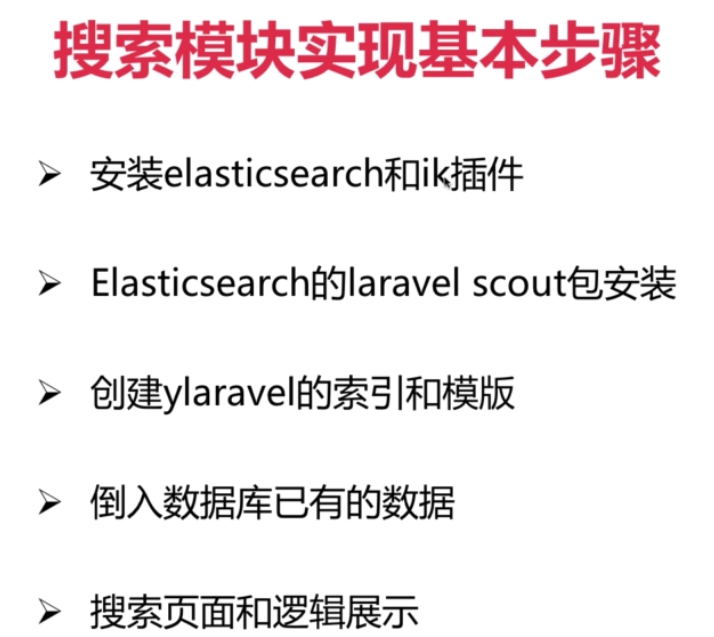 搜索模块实现基本步骤
➢ 安装elasticsearch和ik插件
➢ Elasticsearch的laravel scout包安装
➢ 创建ylaravel的索引和模版
➢ 倒入数据库已有的数据
➢ 搜索页面和逻辑展示